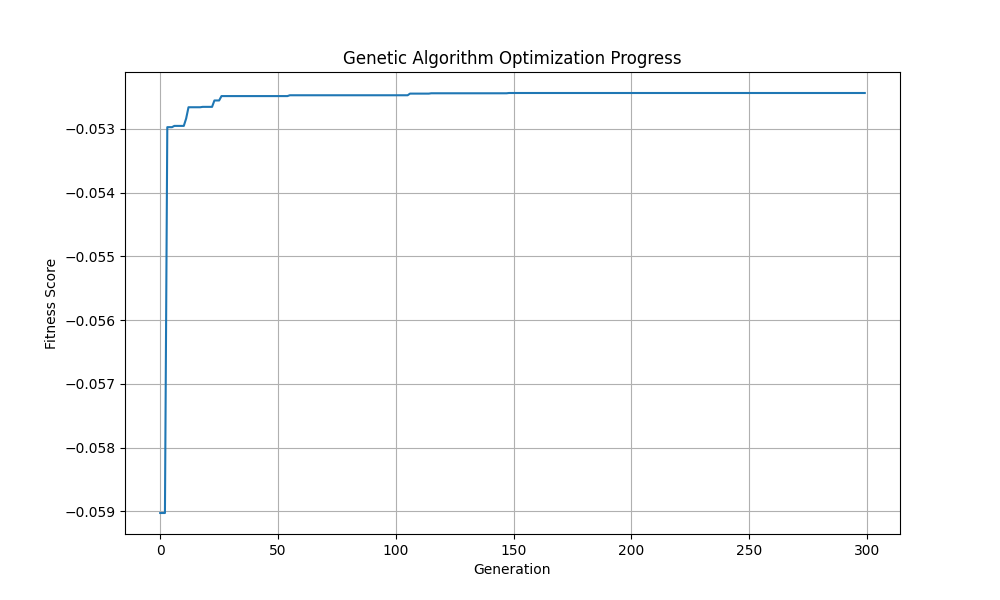 Genetic Algorithm Optimization Progress
Fitness Score
−0.053
−0.054
−0.055
−0.056
−0.057
−0.058
−0.059
0 50 100 150 200 250 300
Generation